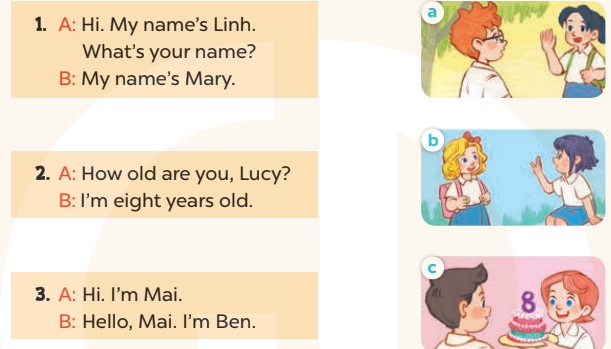 1. A: Hi. My name's Linh.
What's your name?
B: My name's Mary.
a
2. A: How old are you, Lucy?
B: I'm eight years old.
b
3. A: Hi. I'm Mai.
B: Hello, Mai. I'm Ben.
c
8